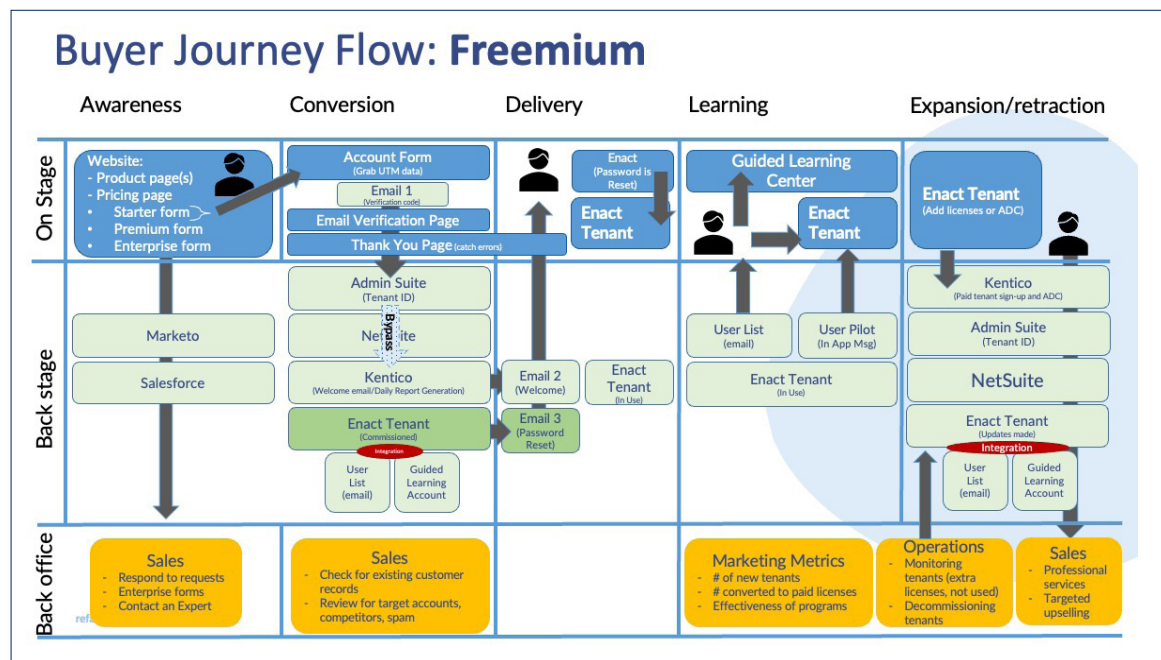 Buyer Journey Flow: Freemium
Awareness
Conversion
Delivery
Learning
Expansion/retraction
On Stage
Website:
- Product page(s)
- Pricing page
• Starter form
• Premium form
• Enterprise form
Account Form
(Grab UTM data)
Email 1
(Verification code)
Email Verification Page
Thank You Page (catch errors)
Enact
(Password is
Reset)
Enact
Tenant
Guided Learning
Center
Enact
Tenant
Enact Tenant
(Add licenses or ADC)
Back stage
Marketo
Salesforce
Admin Suite
(Tenant ID)
Bypass
Kentico
(Welcome email/Daily Report Generation)
Enact Tenant
(Commissioned)
Integration
User
List
(email)
Guided
Learning
Account
Email 2
(Welcome)
Email 3
(Password
Reset)
Enact
Tenant
(In Use)
User List
(email)
User Pilot
(In App Msg)
Enact Tenant
(In Use)
Kentico
(Paid tenant sign-up and ADC)
Admin Suite
(Tenant ID)
NetSuite
Enact Tenant
(Updates made)
Integration
User
List
(email)
Guided
Learning
Account
Back office
Sales
- Respond to requests
- Enterprise forms
- Contact an Expert
Sales
- Check for existing customer
records
- Review for target accounts,
competitors, spam
Marketing Metrics
- # of new tenants
- # converted to paid licenses
- Effectiveness of programs
Operations
- Monitoring
tenants (extra
licenses, not used)
- Decommissioning
tenants
Sales
- Professional
services
- Targeted
upselling